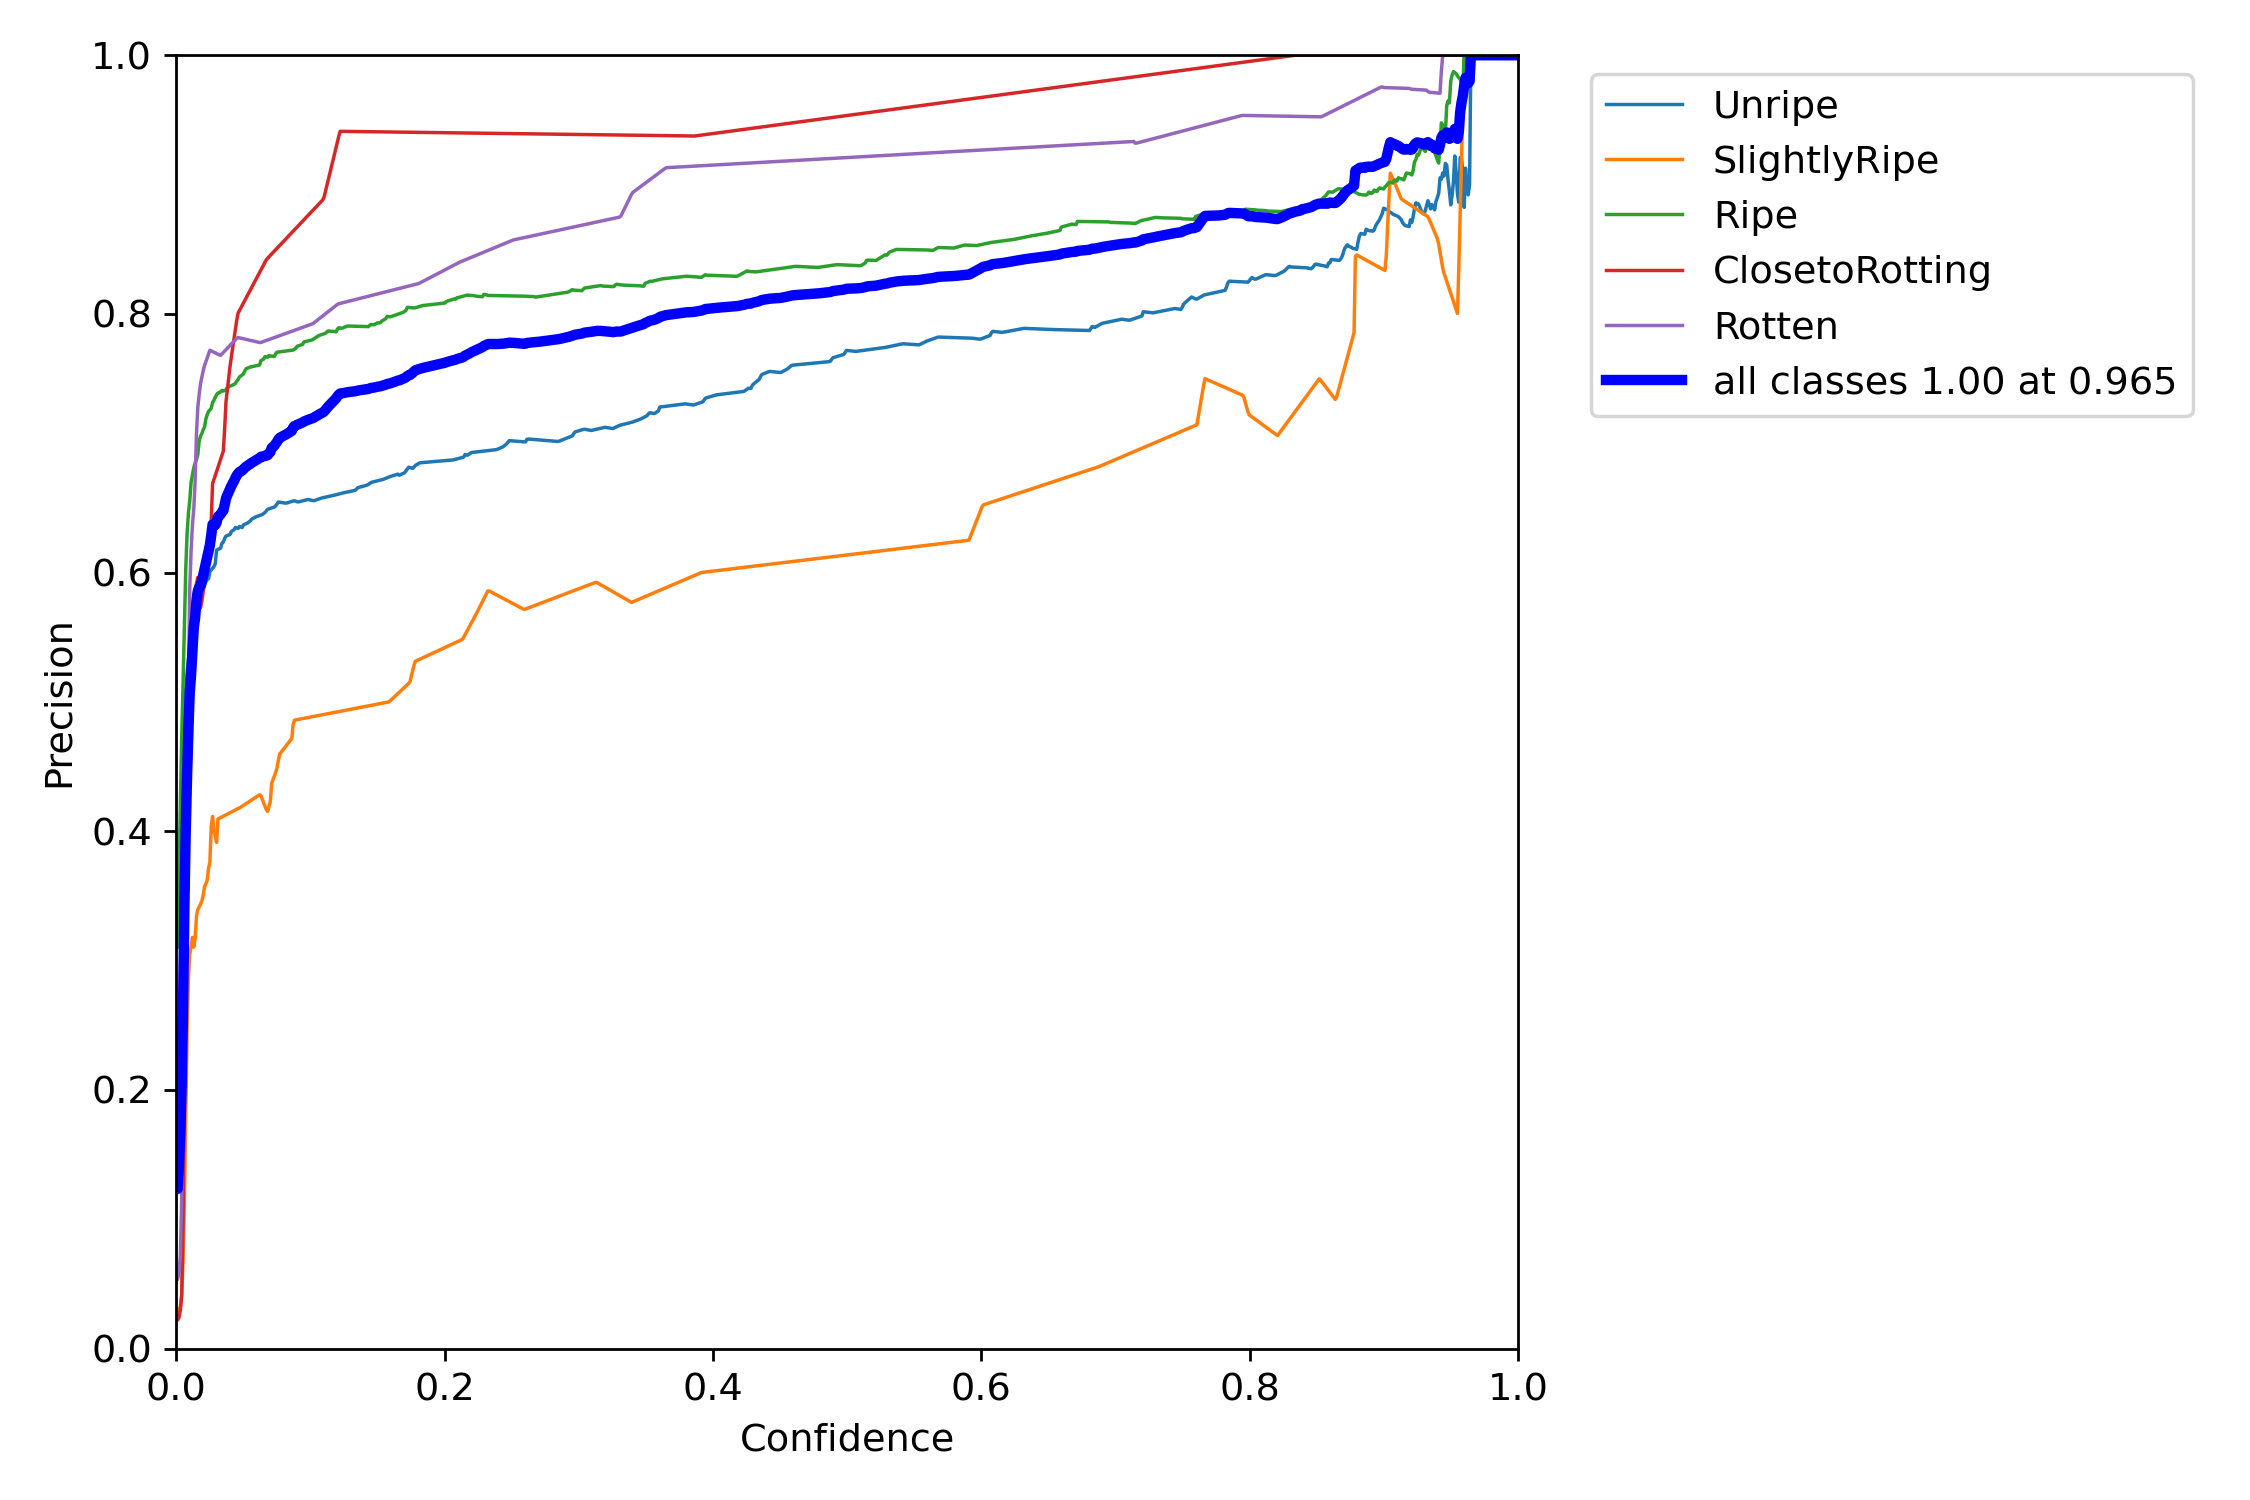 1.0
0.8
0.6
0.4
0.2
0.0
Precision
0.0 0.2 0.4 0.6 0.8 1.0
Confidence
Unripe
SlightlyRipe
Ripe
ClosetoRotting
Rotten
all classes 1.00 at 0.965